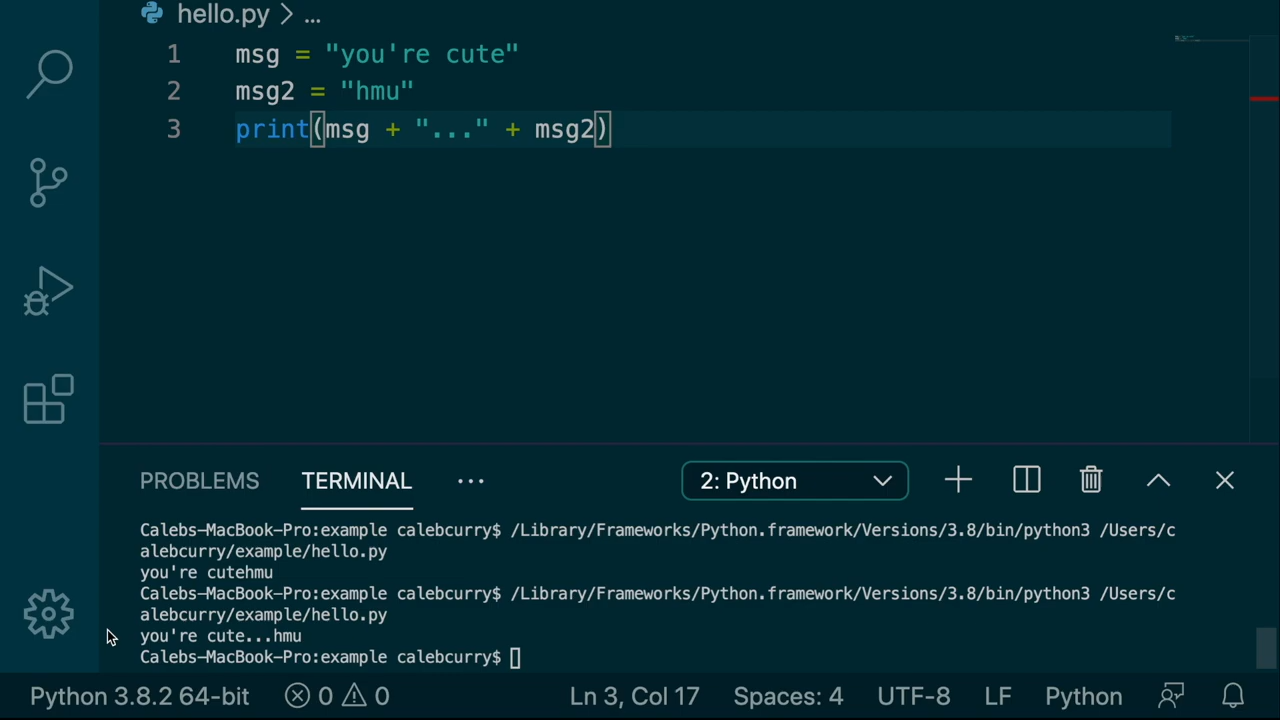 hello.py > ...
1 msg = "you're cute"
2 msg2 = "hmu"
3 print(msg + "..." + msg2)
PROBLEMS TERMINAL ... 2: Python
Calebs-MacBook-Pro:example calebcurry$ /Library/Frameworks/Python.framework/Versions/3.8/bin/python3 /Users/c
alebcurry/example/hello.py
you're cutehmu
Calebs-MacBook-Pro:example calebcurry$ /Library/Frameworks/Python.framework/Versions/3.8/bin/python3 /Users/c
alebcurry/example/hello.py
you're cute...hmu
Calebs-MacBook-Pro:example calebcurry$
Python 3.8.2 64-bit 0 0 Ln 3, Col 17 Spaces: 4 UTF-8 LF Python